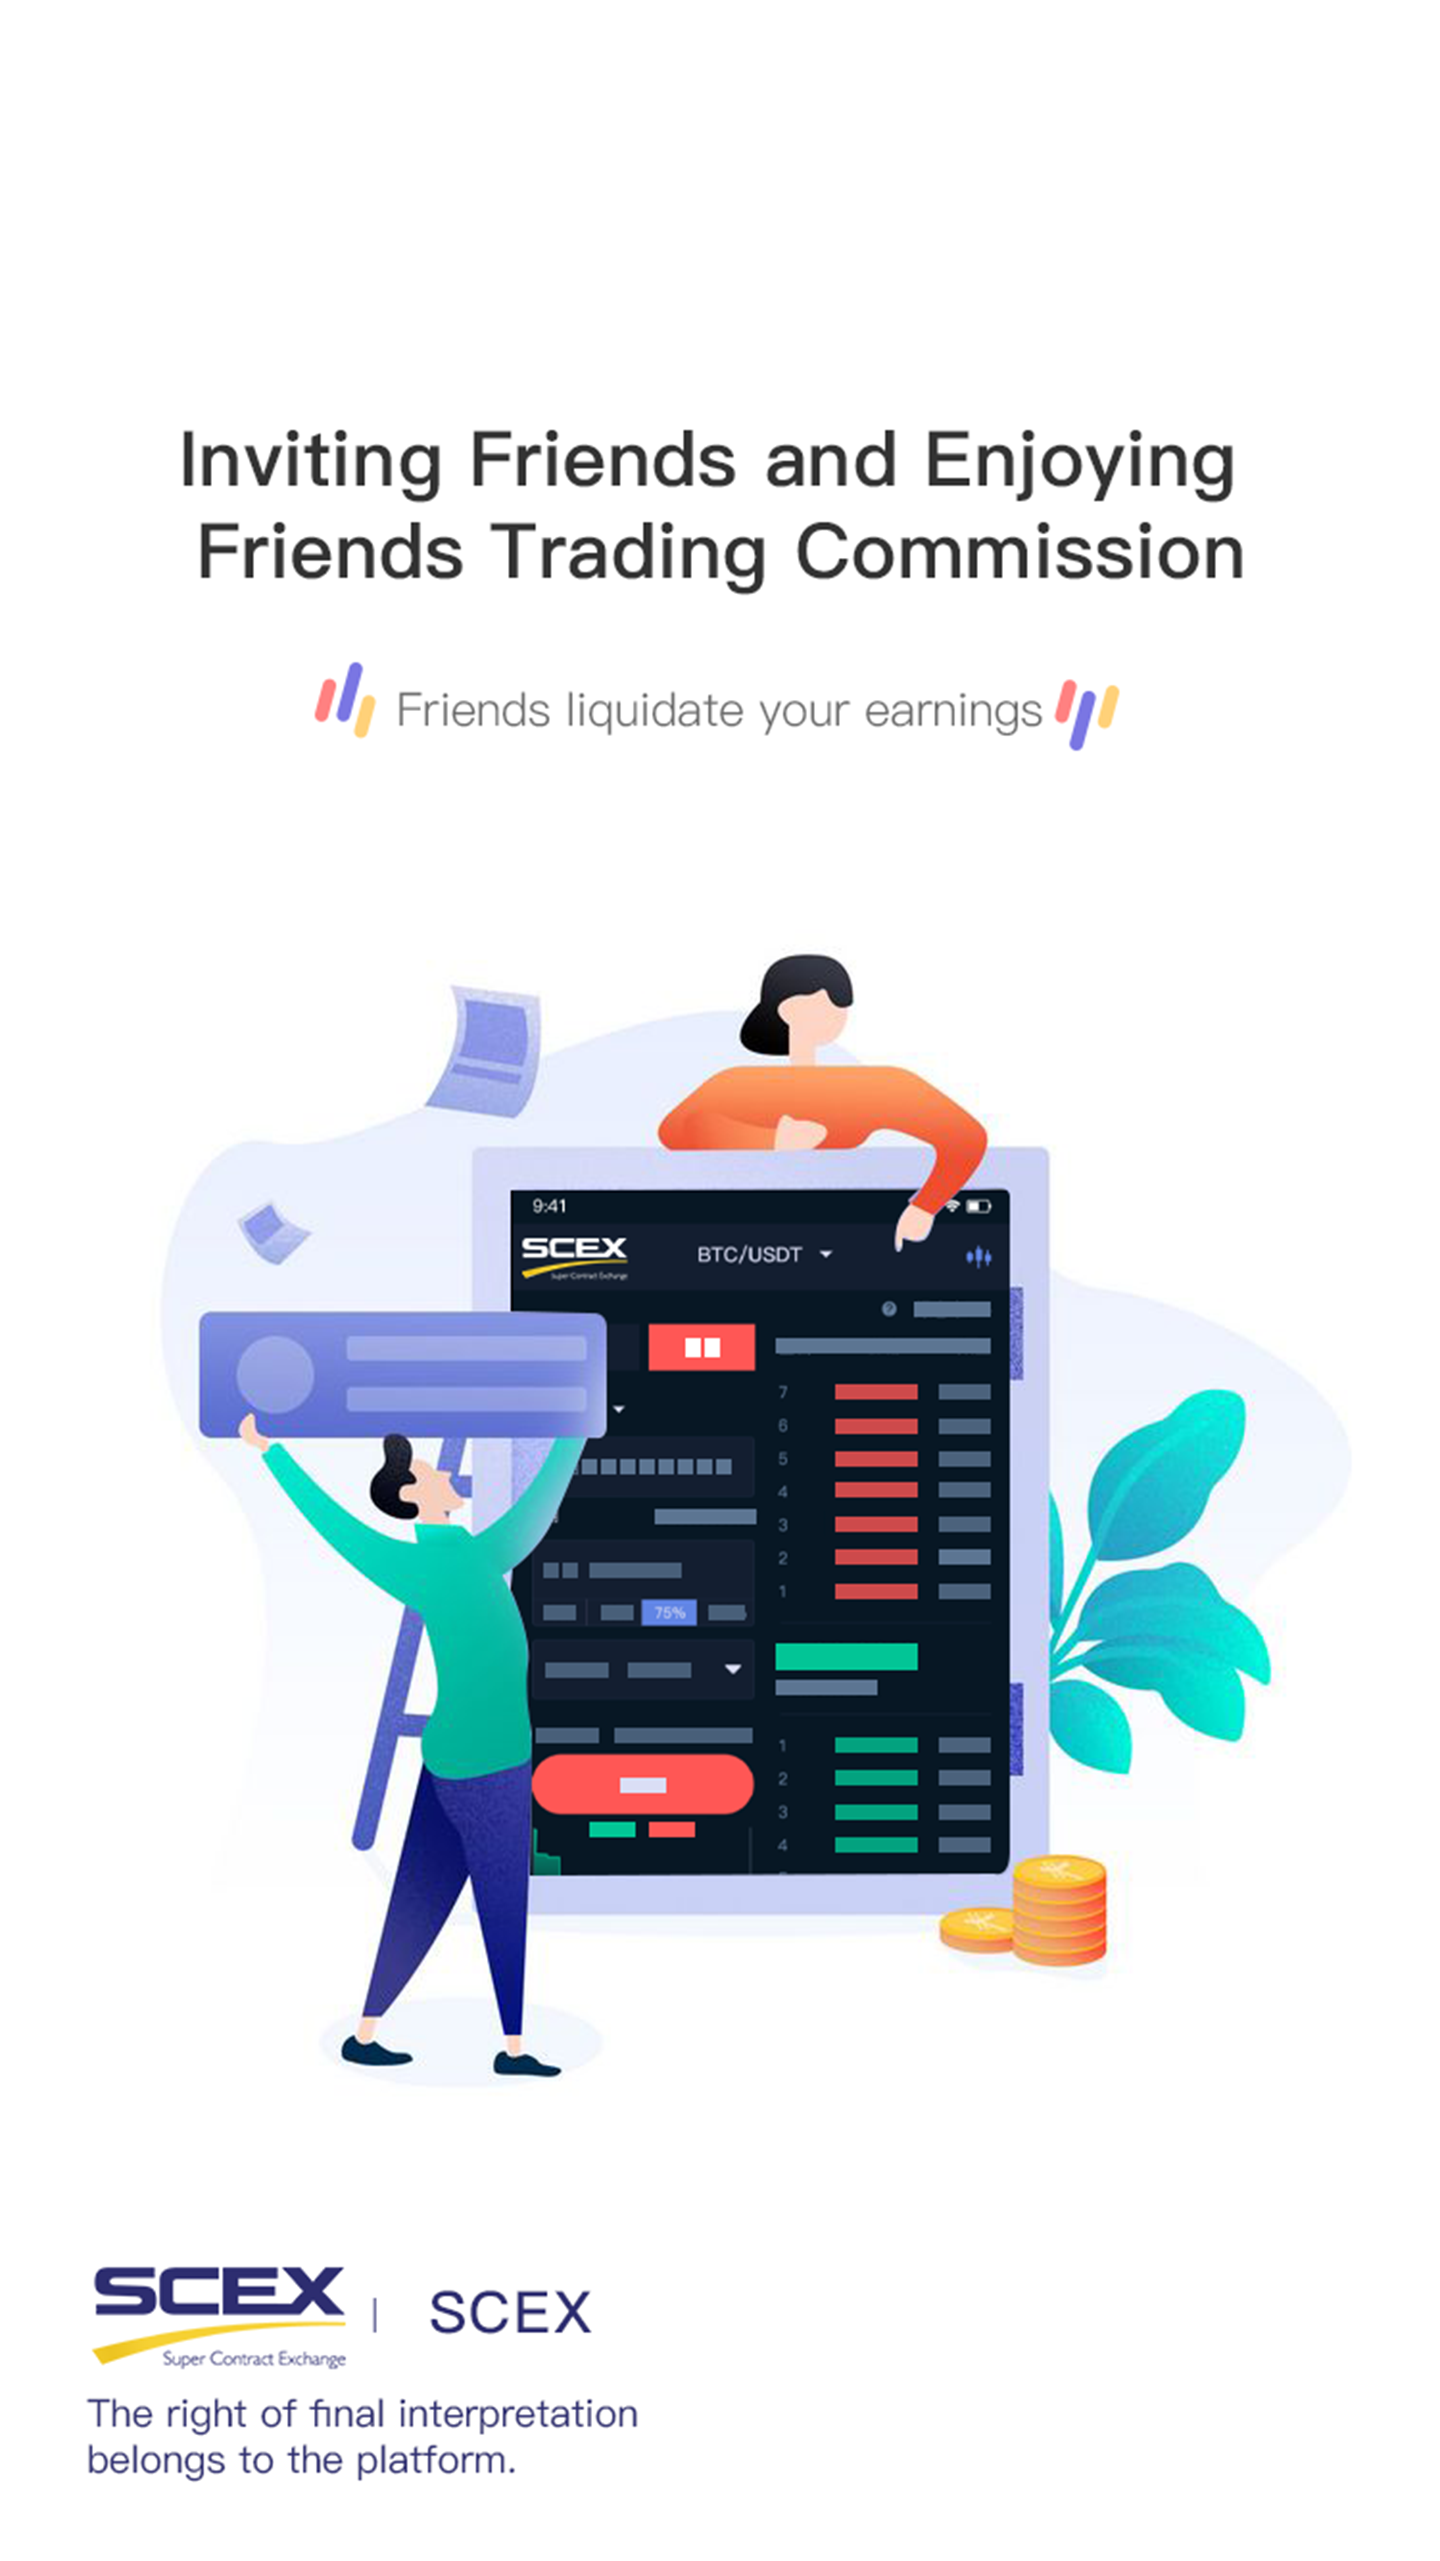 Inviting Friends and Enjoying
Friends Trading Commission
Friends liquidate your earnings
9:41
SCEX
BTC/USDT
Super Contract Exchange
?
7
6
5
4
3
2
1
75%
1
2
3
4
SCEX
SCEX
Super Contract Exchange
The right of final interpretation
belongs to the platform.